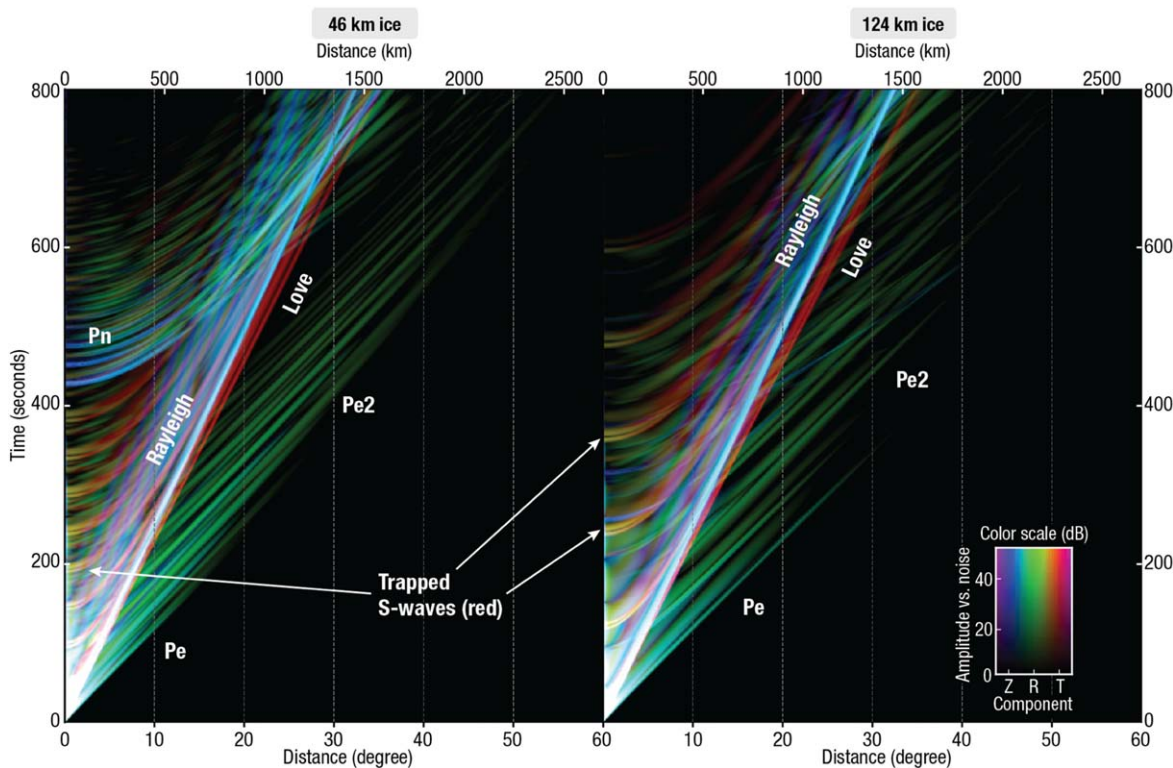 46 km ice
124 km ice
Distance (km)
Distance (km)
0 500 1000 1500 2000 2500
0 500 1000 1500 2000 2500
800
800
600
600
400
400
200
200
0
0
Time (seconds)
Pn
Rayleigh
Love
Pe2
Pe
Trapped
S-waves (red)
Rayleigh
Love
Pe2
Pe
Color scale (dB)
Amplitude vs. noise
40
20
0
Z R T
Component
0 10 20 30 40 50 60 10 20 30 40 50 60
Distance (degree)
Distance (degree)